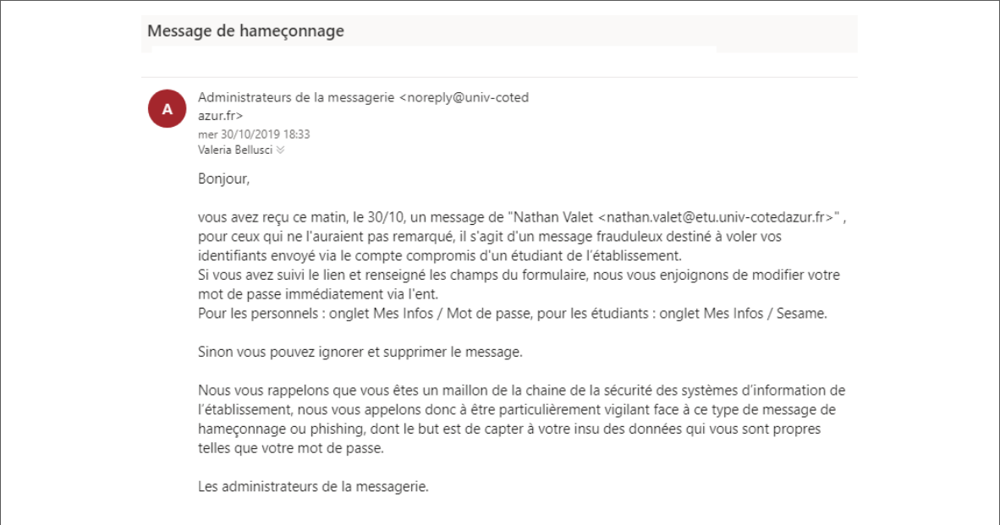 Message de hameçonnage
A
Administrateurs de la messagerie <noreply@univ-coted
azur.fr>
mer 30/10/2019 18:33
Valeria Bellusci
Bonjour,
vous avez reçu ce matin, le 30/10, un message de "Nathan Valet <nathan.valet@etu.univ-cotedazur.fr>" ,
pour ceux qui ne l'auraient pas remarqué, il s'agit d'un message frauduleux destiné à voler vos
identifiants envoyé via le compte compromis d'un étudiant de l'établissement.
Si vous avez suivi le lien et renseigné les champs du formulaire, nous vous enjoignons de modifier votre
mot de passe immédiatement via l'ent.
Pour les personnels : onglet Mes Infos / Mot de passe, pour les étudiants : onglet Mes Infos / Sesame.
Sinon vous pouvez ignorer et supprimer le message.
Nous vous rappelons que vous êtes un maillon de la chaine de la sécurité des systèmes d'information de
l'établissement, nous vous appelons donc à être particulièrement vigilant face à ce type de message de
hameçonnage ou phishing, dont le but est de capter à votre insu des données qui vous sont propres
telles que votre mot de passe.
Les administrateurs de la messagerie.